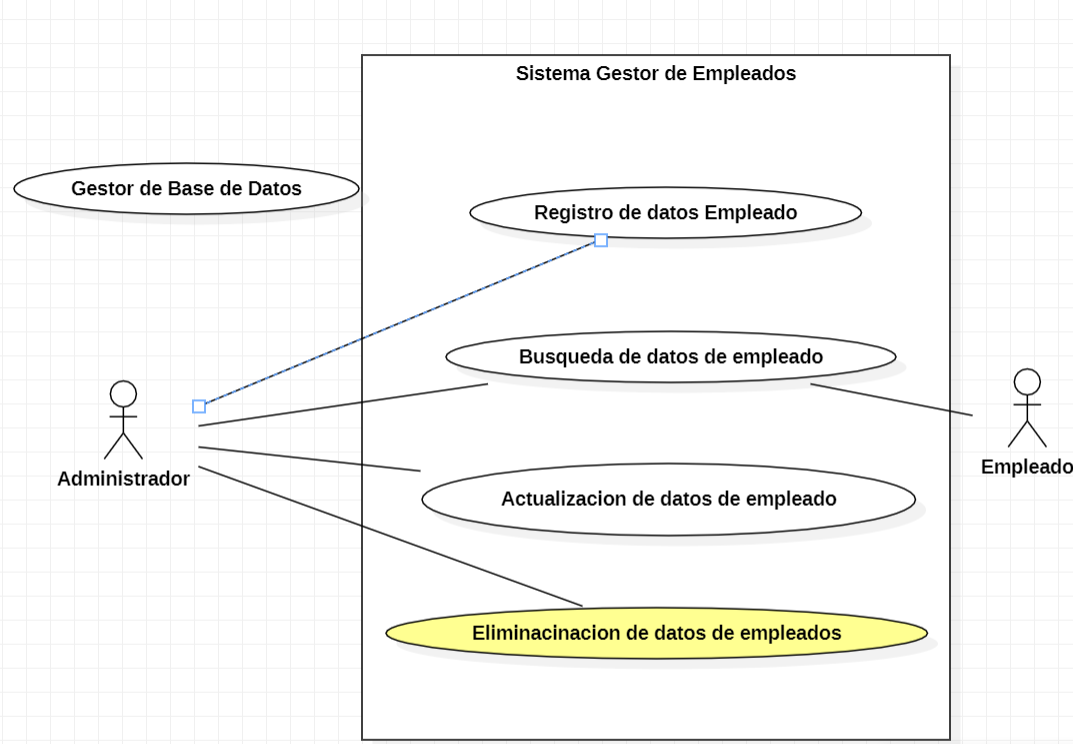 Sistema Gestor de Empleados
Gestor de Base de Datos
Registro de datos Empleado
Busqueda de datos de empleado
Administrador
Empleado
Actualizacion de datos de empleado
Eliminacinacion de datos de empleados